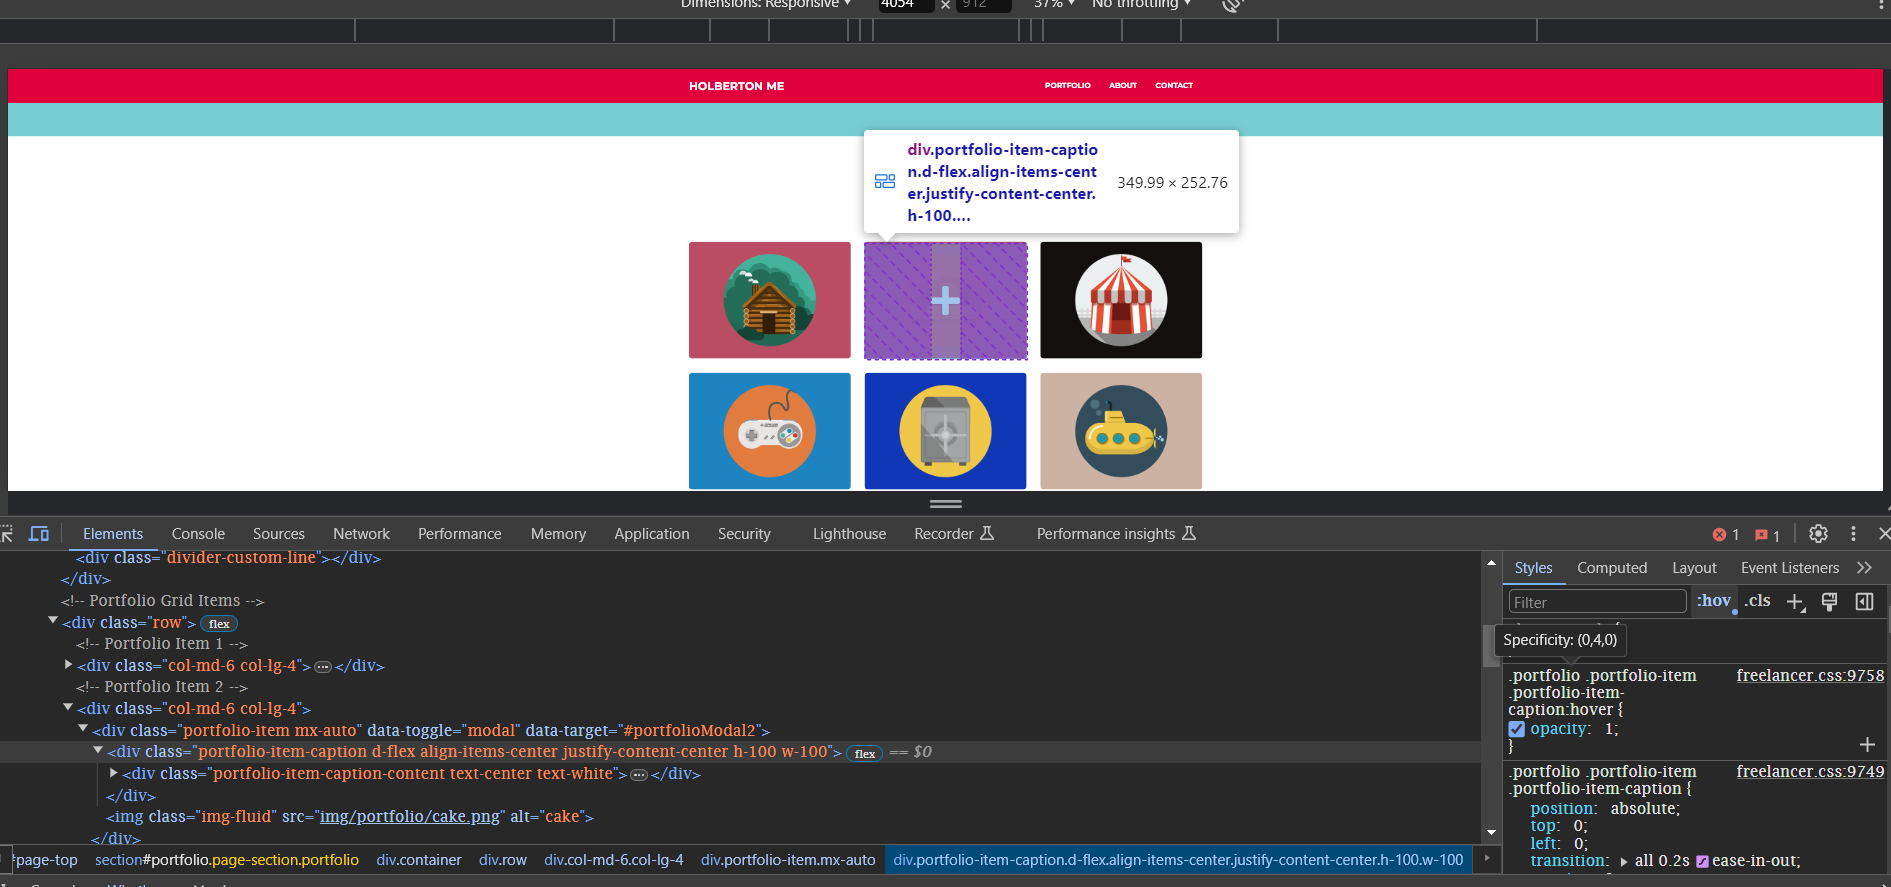 Dimensions: Responsive 4054 × 912 37% No throttling
HOLBERTON ME PORTFOLIO ABOUT CONTACT
div.portfolio-item-captio
n.d-flex.align-items-cent
er.justify-content-center.
h-100....
349.99 × 252.76
Elements Console Sources Network Performance Memory Application Security Lighthouse Recorder Performance insights 1 1
<div class="divider-custom-line"></div>
</div>
<!-- Portfolio Grid Items -->
<div class="row"> flex
<!-- Portfolio Item 1 -->
<div class="col-md-6 col-lg-4"> … </div>
<!-- Portfolio Item 2 -->
<div class="col-md-6 col-lg-4">
<div class="portfolio-item mx-auto" data-toggle="modal" data-target="#portfolioModal2">
<div class="portfolio-item-caption d-flex align-items-center justify-content-center h-100 w-100"> flex == $0
<div class="portfolio-item-caption-content text-center text-white"> … </div>
</div>
<img class="img-fluid" src="img/portfolio/cake.png" alt="cake">
</div>
#page-top section#portfolio.page-section.portfolio div.container div.row div.col-md-6.col-lg-4 div.portfolio-item.mx-auto div.portfolio-item-caption.d-flex.align-items-center.justify-content-center.h-100.w-100
Styles Computed Layout Event Listeners
Filter :hov .cls
Specificity: (0,4,0)
.portfolio .portfolio-item freelancer.css:9758
.portfolio-item-
caption:hover {
opacity: 1;
}
.portfolio .portfolio-item freelancer.css:9749
.portfolio-item-caption {
position: absolute;
top: 0;
left: 0;
transition: all 0.2s ease-in-out;